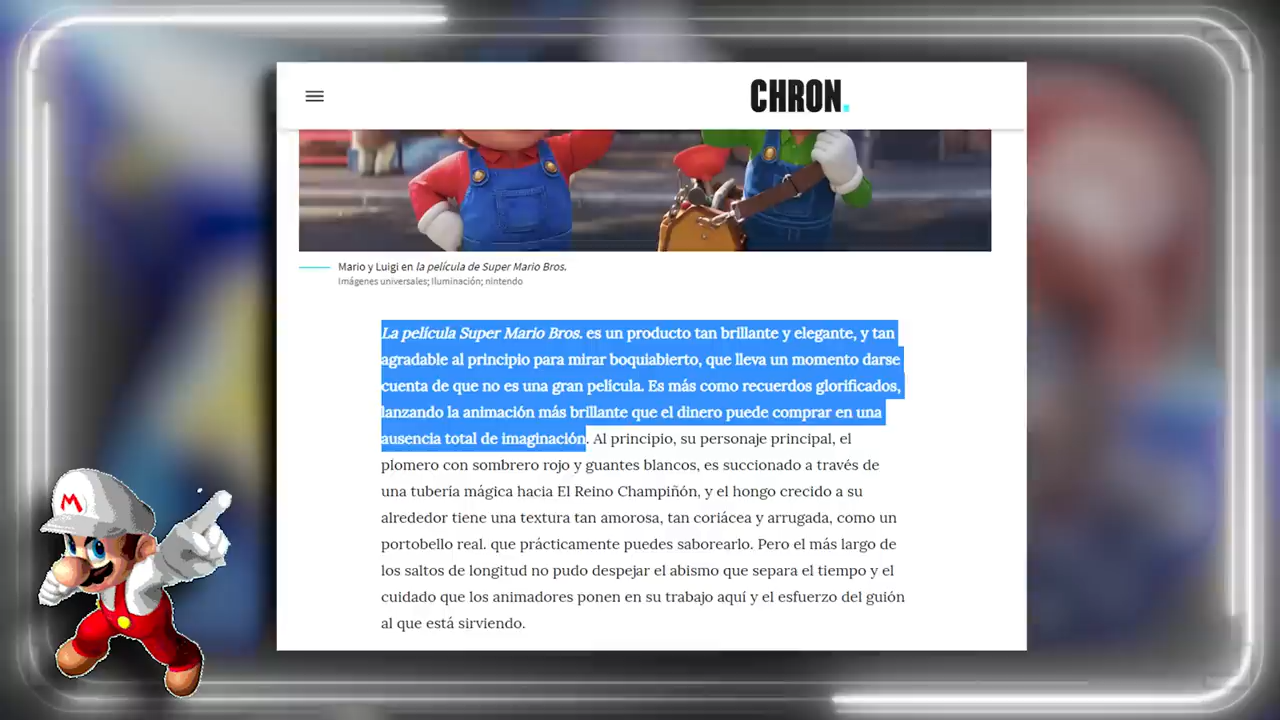 CHRON.
Mario y Luigi en la película de Super Mario Bros.
Imágenes universales; Iluminación; nintendo
La película Super Mario Bros. es un producto tan brillante y elegante, y tan
agradable al principio para mirar boquiabierto, que lleva un momento darse
cuenta de que no es una gran película. Es más como recuerdos glorificados,
lanzando la animación más brillante que el dinero puede comprar en una
ausencia total de imaginación. Al principio, su personaje principal, el
plomero con sombrero rojo y guantes blancos, es succionado a través de
una tubería mágica hacia El Reino Champiñón, y el hongo crecido a su
alrededor tiene una textura tan amorosa, tan coriácea y arrugada, como un
portobello real. que prácticamente puedes saborearlo. Pero el más largo de
los saltos de longitud no pudo despejar el abismo que separa el tiempo y el
cuidado que los animadores ponen en su trabajo aquí y el esfuerzo del guión
al que está sirviendo.
M